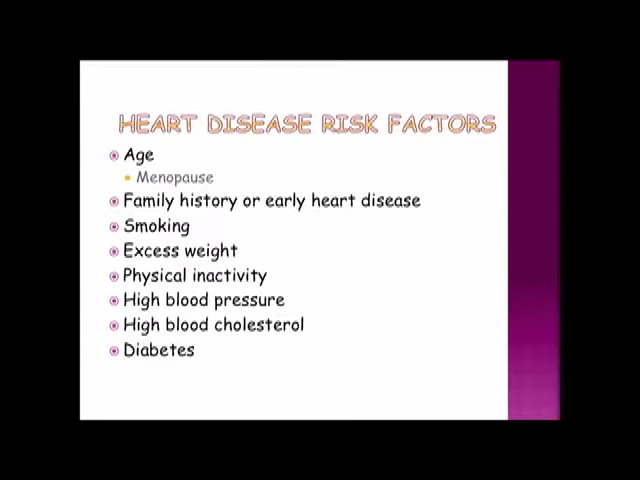 HEART DISEASE RISK FACTORS
Age
Menopause
Family history or early heart disease
Smoking
Excess weight
Physical inactivity
High blood pressure
High blood cholesterol
Diabetes